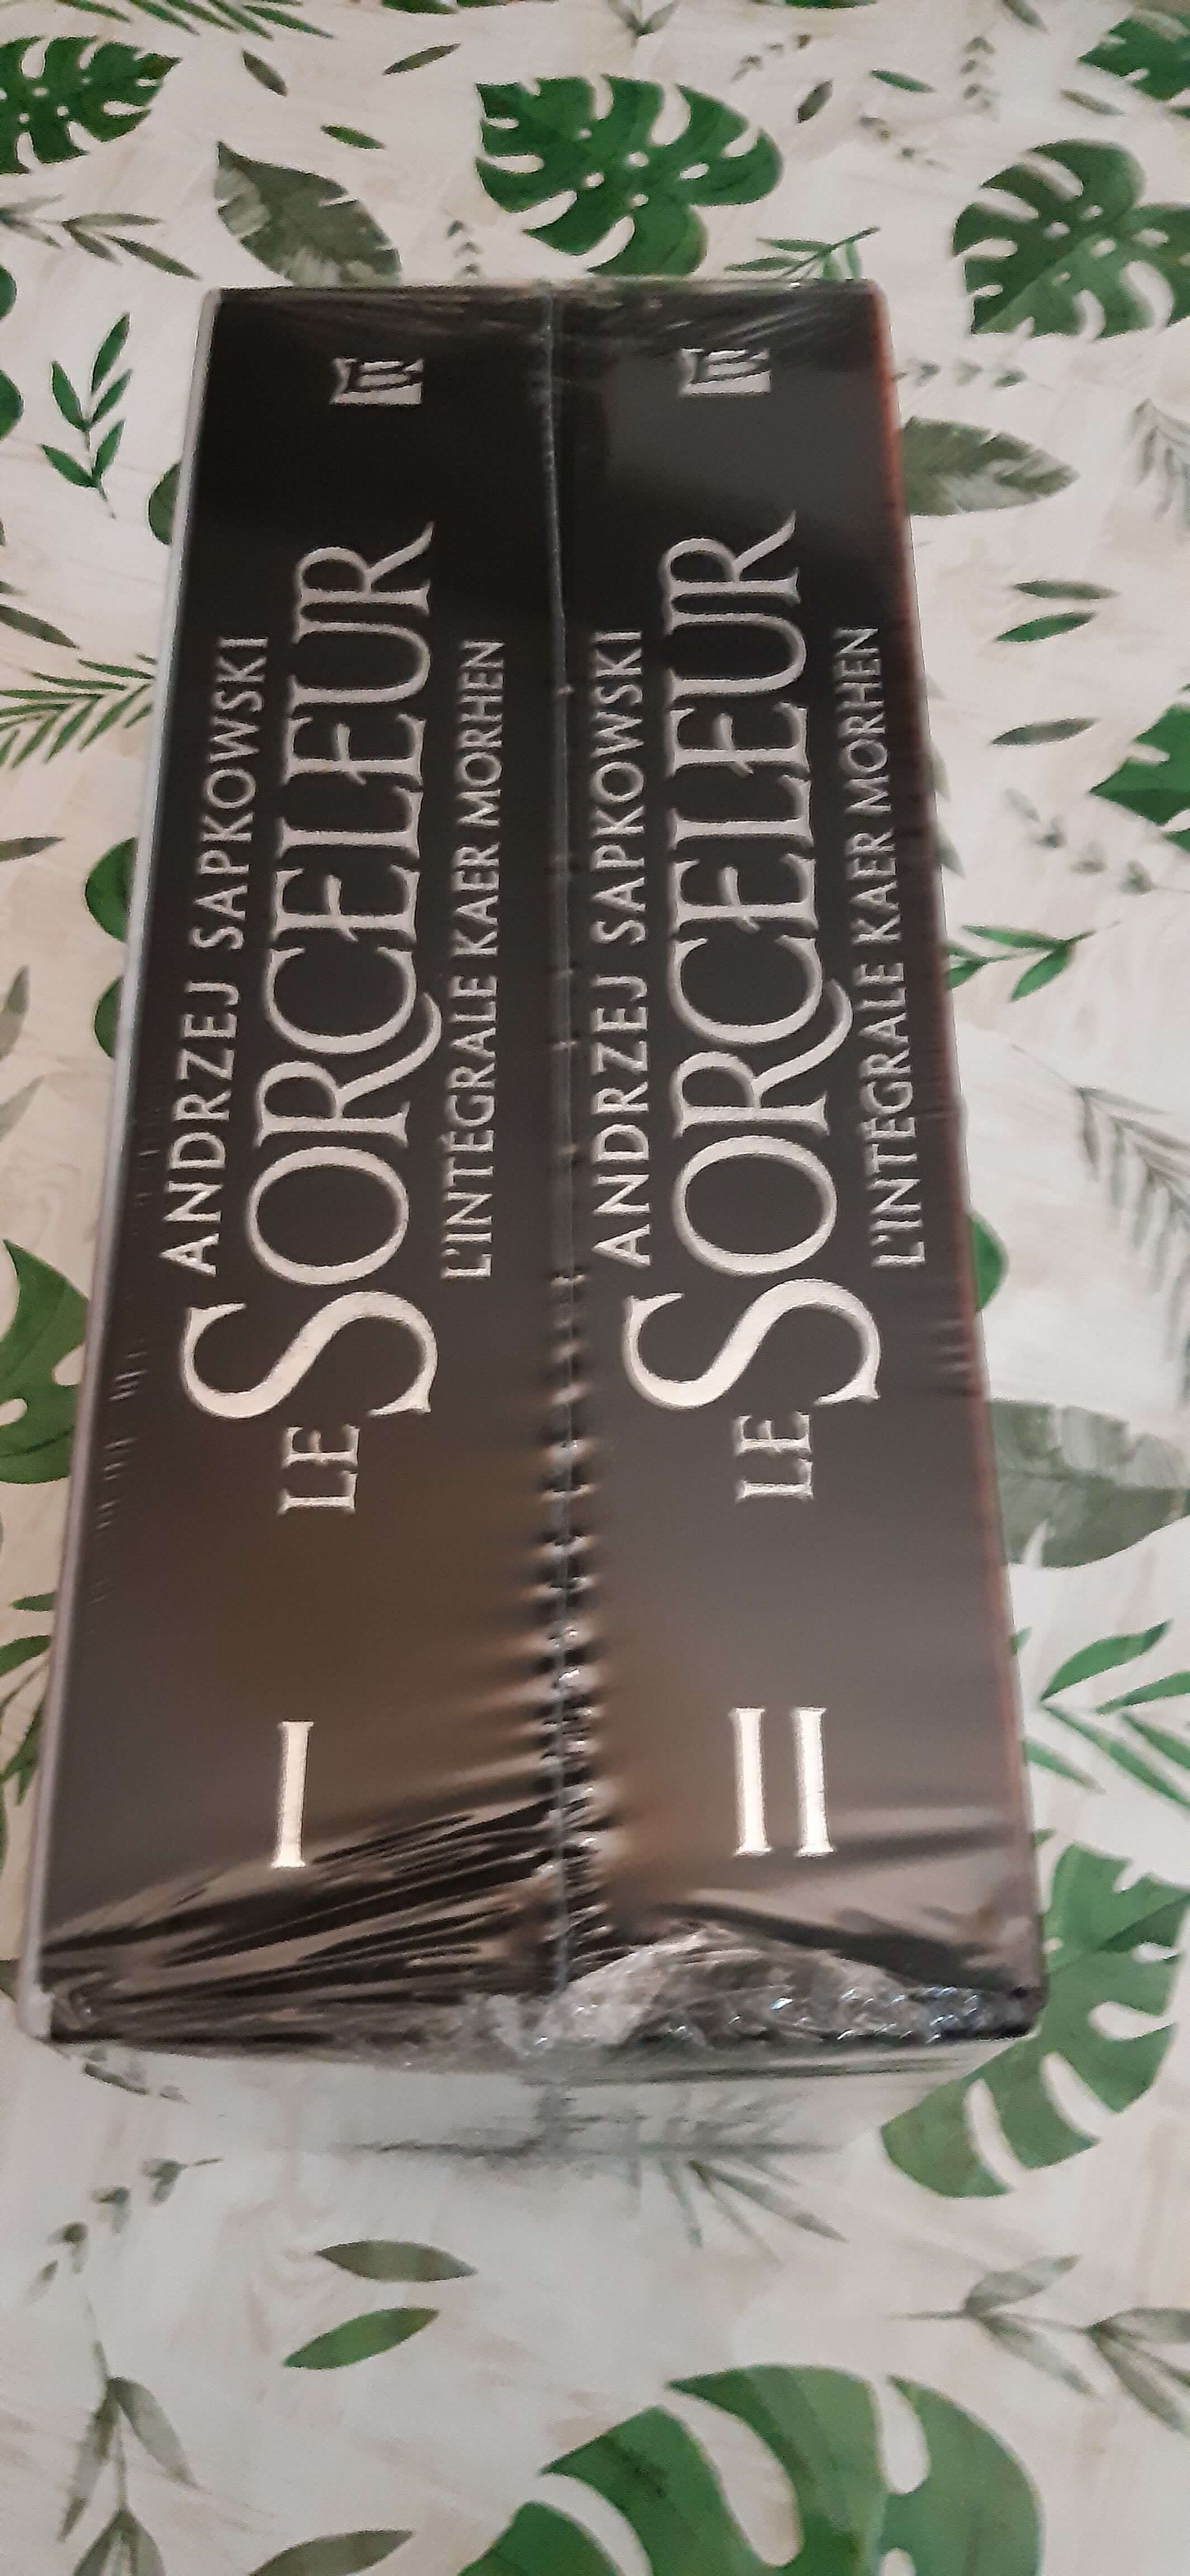 ANDRZEJ SAPKOWSKI
LE SORCELEUR
L'INTÉGRALE KAER MORHEN
I
ANDRZEJ SAPKOWSKI
LE SORCELEUR
L'INTÉGRALE KAER MORHEN
II